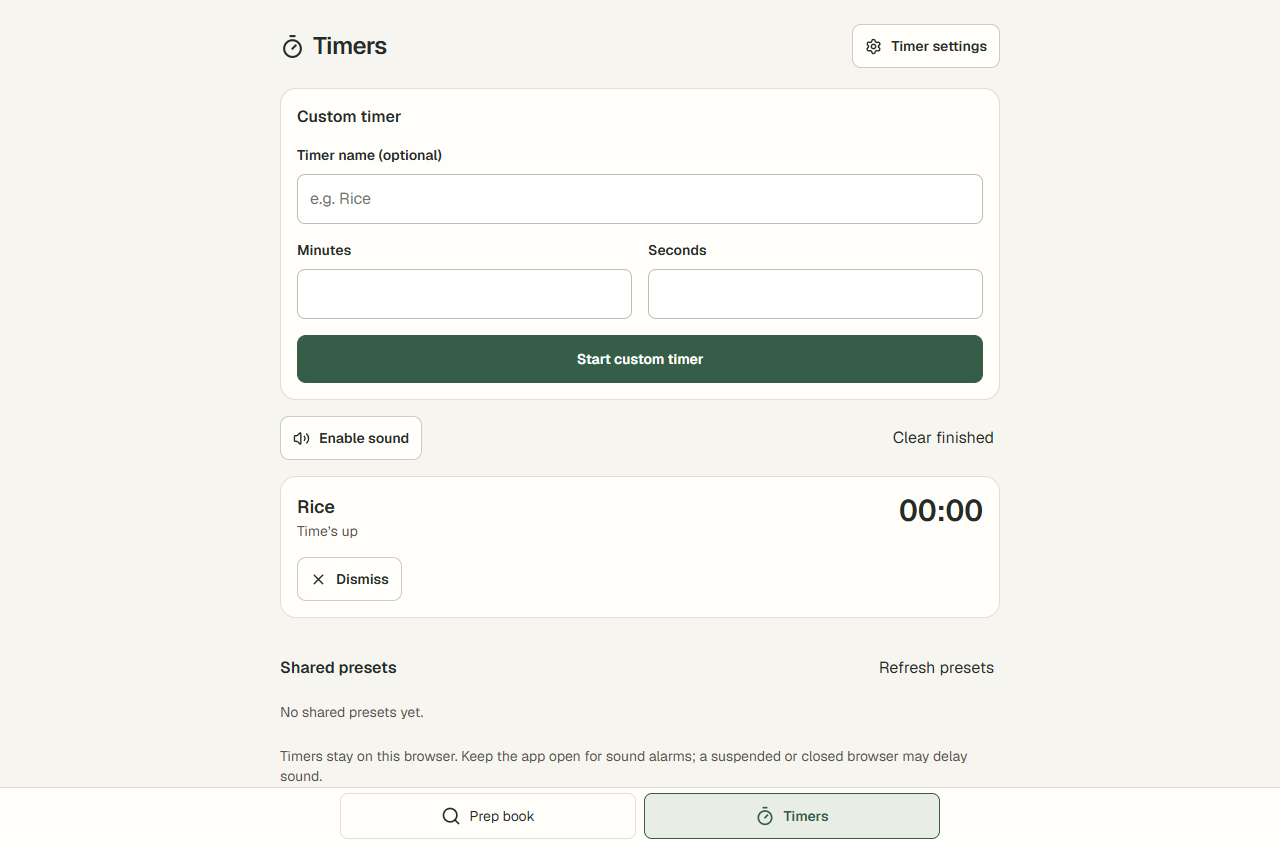 Timers
Timer settings
Custom timer
Timer name (optional)
e.g. Rice
Minutes
Seconds
Start custom timer
Enable sound
Clear finished
Rice
00:00
Time's up
Dismiss
Shared presets
Refresh presets
No shared presets yet.
Timers stay on this browser. Keep the app open for sound alarms; a suspended or closed browser may delay
sound.
Prep book
Timers